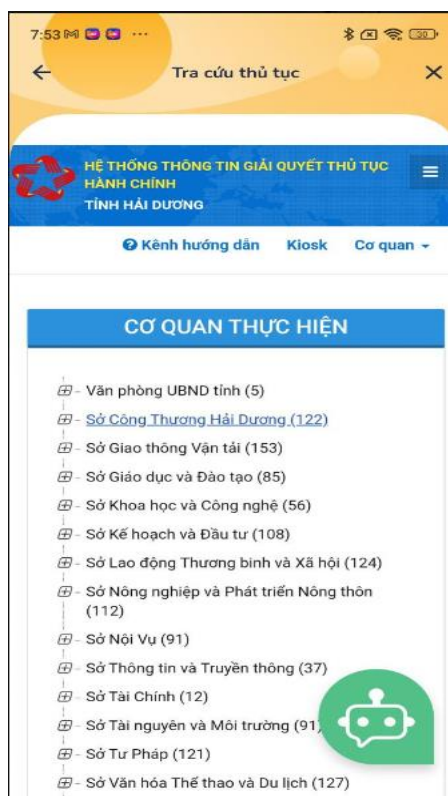 7:53
30
Tra cứu thủ tục
HỆ THỐNG THÔNG TIN GIẢI QUYẾT THỦ TỤC
HÀNH CHÍNH
TỈNH HẢI DƯƠNG
Kênh hướng dẫn Kiosk Cơ quan
CƠ QUAN THỰC HIỆN
Văn phòng UBND tỉnh (5)
Sở Công Thương Hải Dương (122)
Sở Giao thông Vận tải (153)
Sở Giáo dục và Đào tạo (85)
Sở Khoa học và Công nghệ (56)
Sở Kế hoạch và Đầu tư (108)
Sở Lao động Thương binh và Xã hội (124)
Sở Nông nghiệp và Phát triển Nông thôn
(112)
Sở Nội Vụ (91)
Sở Thông tin và Truyền thông (37)
Sở Tài Chính (12)
Sở Tài nguyên và Môi trường (91)
Sở Tư Pháp (121)
Sở Văn hóa Thể thao và Du lịch (127)